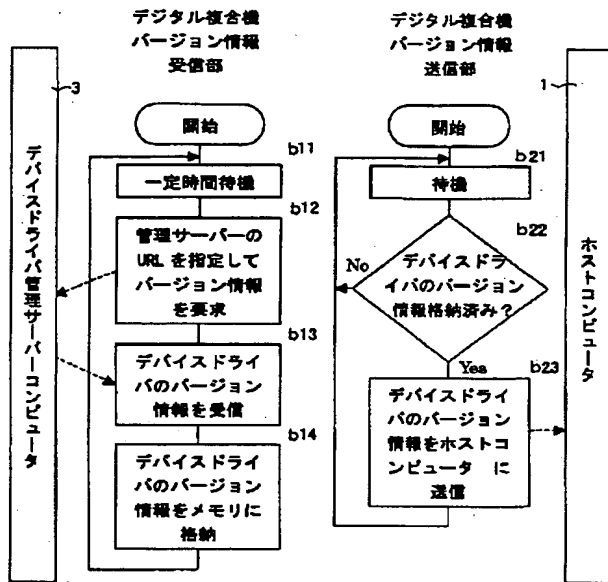 デジタル複合機
バージョン情報
受信部
デジタル複合機
バージョン情報
送信部
3
デバイスドライバ管理サーバーコンピュータ
開始
b11
一定時間待機
b12
管理サーバーの
URLを指定して
バージョン情報
を要求
b13
デバイスドライ
バのバージョン
情報を受信
b14
デバイスドライ
バのバージョン
情報をメモリに
格納
開始
b21
待機
b22
No
デバイスドラ
イバのバージョン
情報格納済み?
Yes
b23
デバイスドライ
バのバージョン
情報をホストコ
ンピュータ に
送信
1
ホストコンピュータ